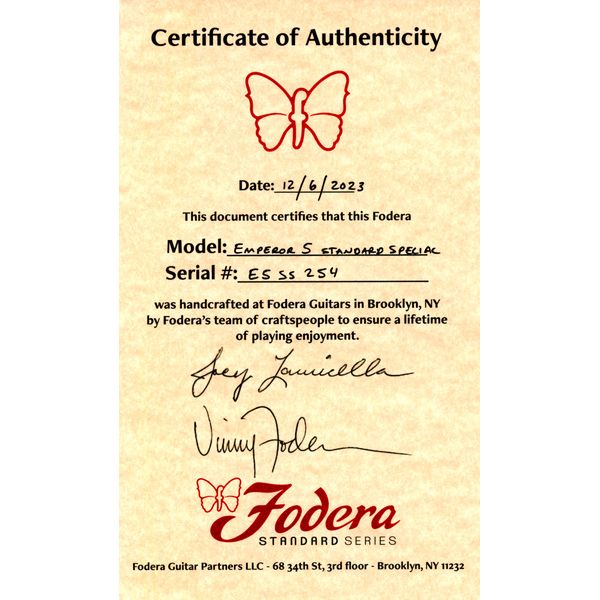 Certificate of Authenticity
Date: 12/6/2023
This document certifies that this Fodera
Model: EMPEROR 5 STANDARD SPECIAL
Serial #: E5 SS 254
was handcrafted at Fodera Guitars in Brooklyn, NY
by Fodera's team of craftspeople to ensure a lifetime
of playing enjoyment.
Joey Lauricella
Vinny Fodera
Fodera
STANDARD SERIES
Fodera Guitar Partners LLC - 68 34th St, 3rd floor - Brooklyn, NY 11232